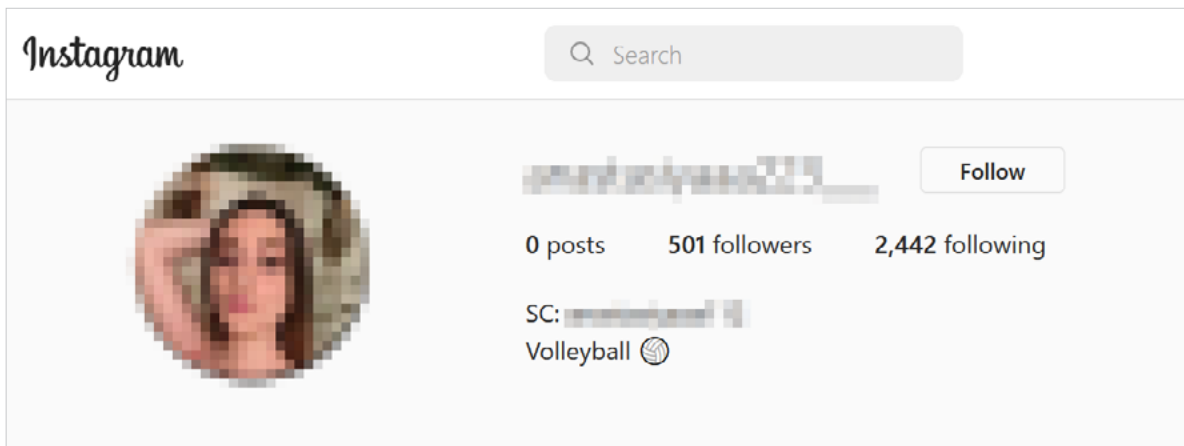 Instagram
Search
Follow
0 posts 501 followers 2,442 following
SC:
Volleyball